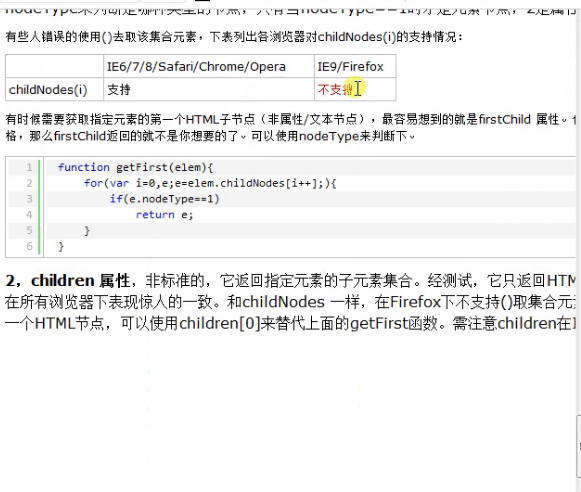 nodeType来判断是哪种类型的节点，只有当nodeType==1时才是元素节点，2是属性
有些人错误的使用()去取该集合元素，下表列出各浏览器对childNodes(i)的支持情况：
IE6/7/8/Safari/Chrome/Opera IE9/Firefox
childNodes(i) 支持 不支持
有时候需要获取指定元素的第一个HTML子节点（非属性/文本节点），最容易想到的就是firstChild 属性。
格，那么firstChild返回的就不是你想要的了。可以使用nodeType来判断下。
1 function getFirst(elem){
2 for(var i=0,e;e=elem.childNodes[i++];){
3 if(e.nodeType==1)
4 return e;
5 }
6 }
2，children 属性，非标准的，它返回指定元素的子元素集合。经测试，它只返回HTM
在所有浏览器下表现惊人的一致。和childNodes 一样，在Firefox下不支持()取集合元
一个HTML节点，可以使用children[0]来替代上面的getFirst函数。需注意children在I